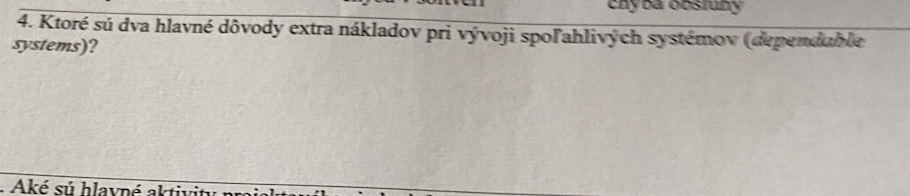 chyba obsluhy
4. Ktoré sú dva hlavné dôvody extra nákladov pri vývoji spoľahlivých systémov (dependable
systems)?
. Aké sú hlavné aktivity